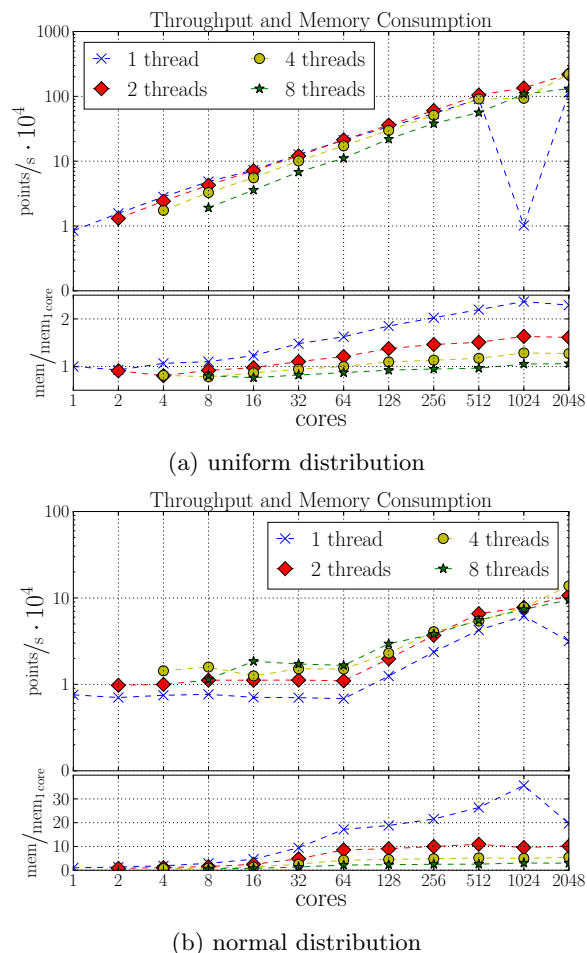 Throughput and Memory Consumption
1000
100
10
1
0
points/s · 10^4
1 thread
2 threads
4 threads
8 threads
2
1
mem/mem_1 core
1 2 4 8 16 32 64 128 256 512 1024 2048
cores
(a) uniform distribution
Throughput and Memory Consumption
100
10
1
0
points/s · 10^4
1 thread
2 threads
4 threads
8 threads
30
20
10
0
mem/mem_1 core
1 2 4 8 16 32 64 128 256 512 1024 2048
cores
(b) normal distribution